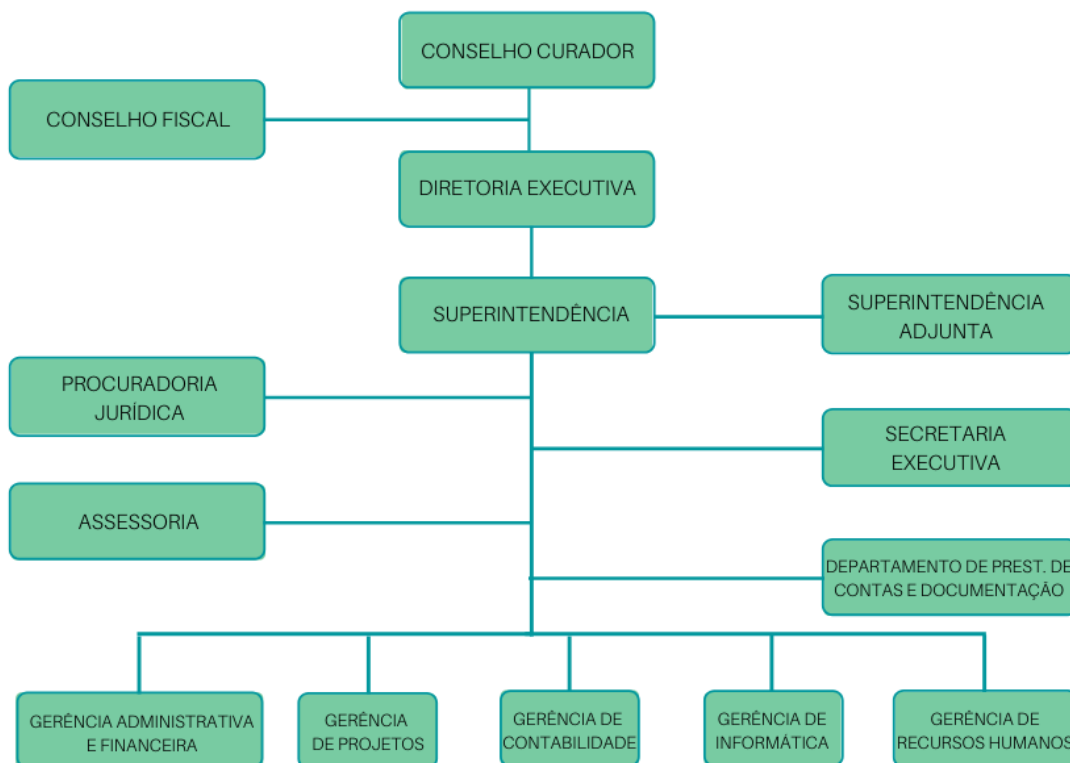 CONSELHO CURADOR
CONSELHO FISCAL
DIRETORIA EXECUTIVA
SUPERINTENDÊNCIA
SUPERINTENDÊNCIA
ADJUNTA
PROCURADORIA
JURÍDICA
SECRETARIA
EXECUTIVA
ASSESSORIA
DEPARTAMENTO DE PREST. DE
CONTAS E DOCUMENTAÇÃO
GERÊNCIA ADMINISTRATIVA
E FINANCEIRA
GERÊNCIA
DE PROJETOS
GERÊNCIA DE
CONTABILIDADE
GERÊNCIA DE
INFORMÁTICA
GERÊNCIA DE
RECURSOS HUMANOS